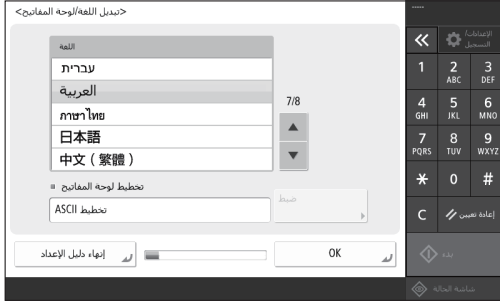 <تبديل اللغة/لوحة المفاتيح>
اللغة
עברית
العربية
ภาษาไทย
日本語
中文（繁體）
7/8
تخطيط لوحة المفاتيح
تخطيط ASCII
ضبط
إنهاء دليل الإعداد
OK
الإعدادات/
التسجيل
1
2 ABC
3 DEF
4 GHI
5 JKL
6 MNO
7 PQRS
8 TUV
9 WXYZ
* 0 #
C
إعادة تعيين
بدء
شاشة الحالة